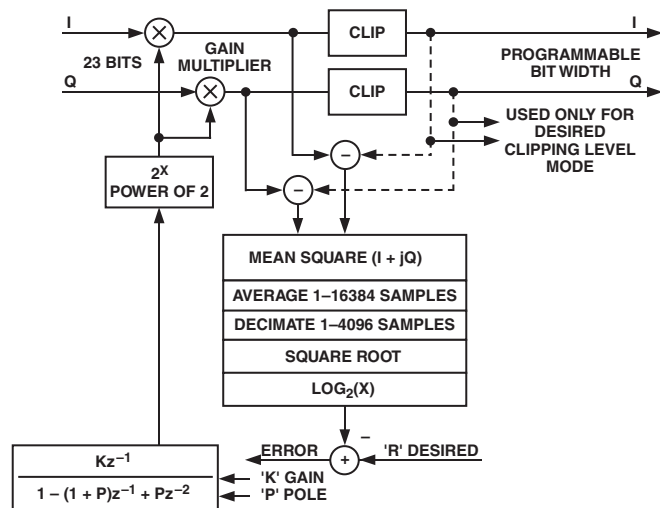 I
CLIP
I
23 BITS
GAIN
MULTIPLIER
PROGRAMMABLE
BIT WIDTH
Q
CLIP
Q
USED ONLY FOR
DESIRED
CLIPPING LEVEL
MODE
–
–
2^X
POWER OF 2
MEAN SQUARE (I + jQ)
AVERAGE 1–16384 SAMPLES
DECIMATE 1–4096 SAMPLES
SQUARE ROOT
LOG₂(X)
–
ERROR
+
'R' DESIRED
Kz⁻¹
1 – (1 + P)z⁻¹ + Pz⁻²
'K' GAIN
'P' POLE